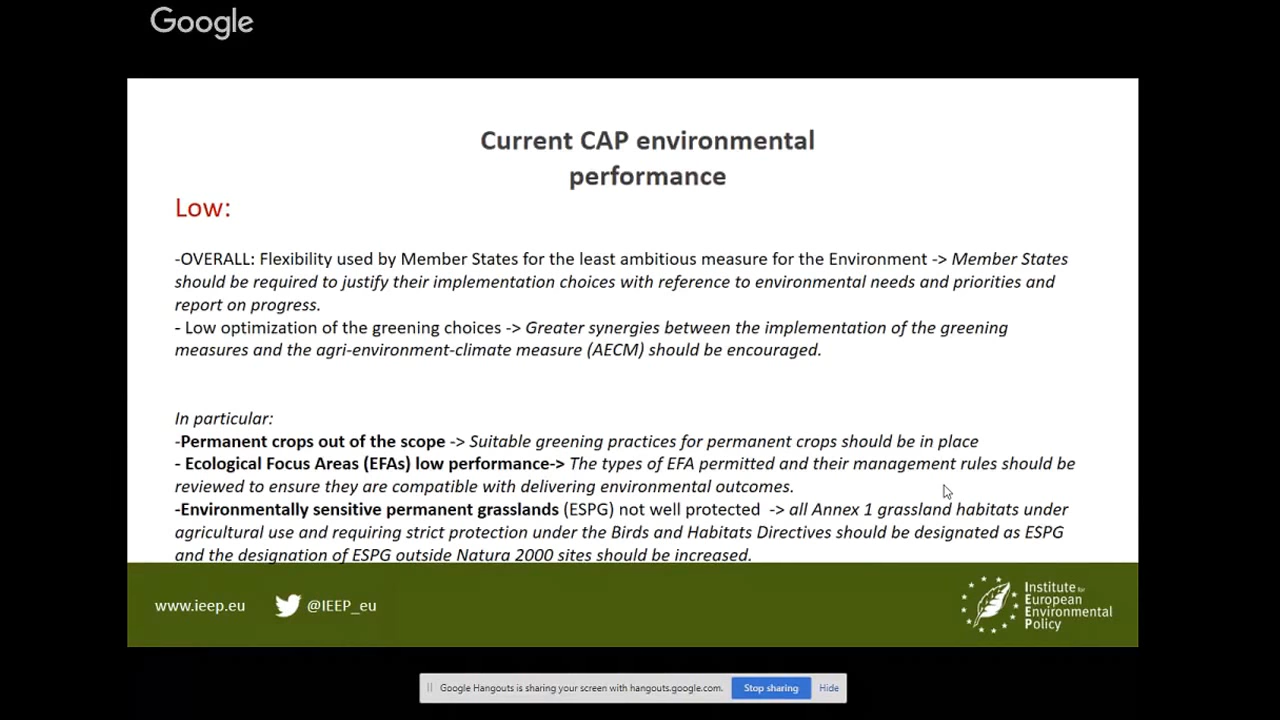 Google
Current CAP environmental
performance
Low:
-OVERALL: Flexibility used by Member States for the least ambitious measure for the Environment -> Member States
should be required to justify their implementation choices with reference to environmental needs and priorities and
report on progress.
- Low optimization of the greening choices -> Greater synergies between the implementation of the greening
measures and the agri-environment-climate measure (AECM) should be encouraged.
In particular:
-Permanent crops out of the scope -> Suitable greening practices for permanent crops should be in place
- Ecological Focus Areas (EFAs) low performance-> The types of EFA permitted and their management rules should be
reviewed to ensure they are compatible with delivering environmental outcomes.
-Environmentally sensitive permanent grasslands (ESPG) not well protected -> all Annex 1 grassland habitats under
agricultural use and requiring strict protection under the Birds and Habitats Directives should be designated as ESPG
and the designation of ESPG outside Natura 2000 sites should be increased.
www.ieep.eu @IEEP_eu
Institute for
European
Environmental
Policy
Google Hangouts is sharing your screen with hangouts.google.com. Stop sharing Hide